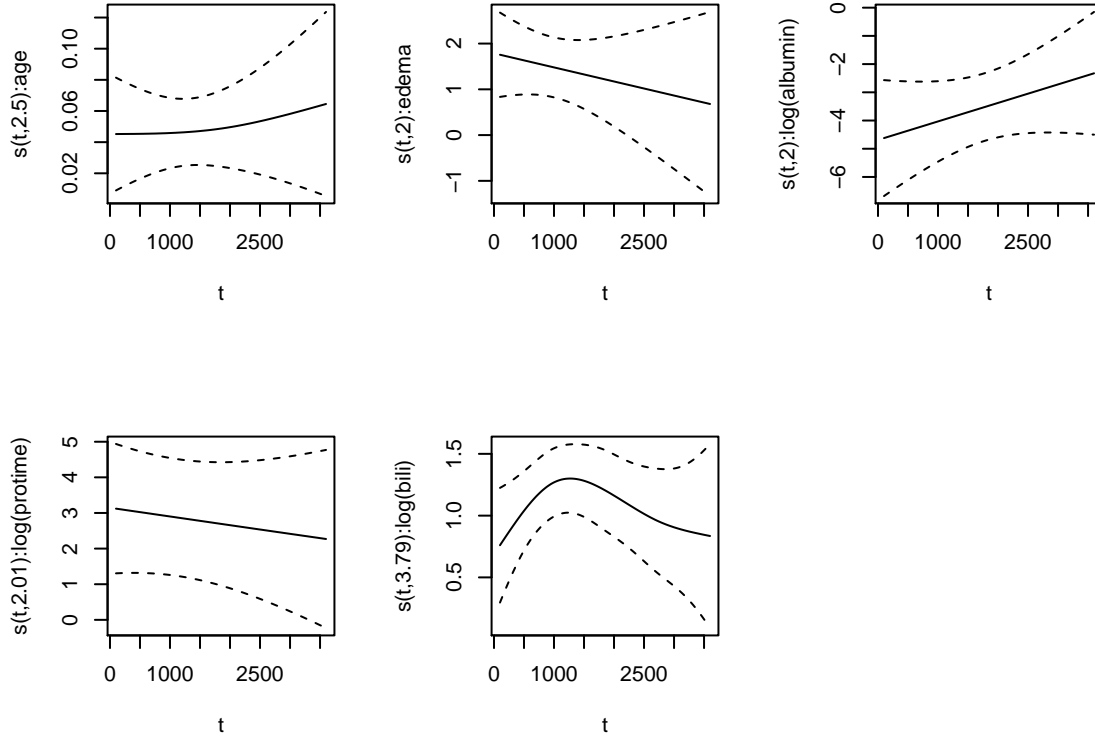 s(t,2.5):age
0.02 0.06 0.10
0 1000 2500
t
s(t,2):edema
−1 0 1 2
0 1000 2500
t
s(t,2):log(albumin)
−6 −4 −2 0
0 1000 2500
t
s(t,2.01):log(protime)
0 1 2 3 4 5
0 1000 2500
t
s(t,3.79):log(bili)
0.5 1.0 1.5
0 1000 2500
t